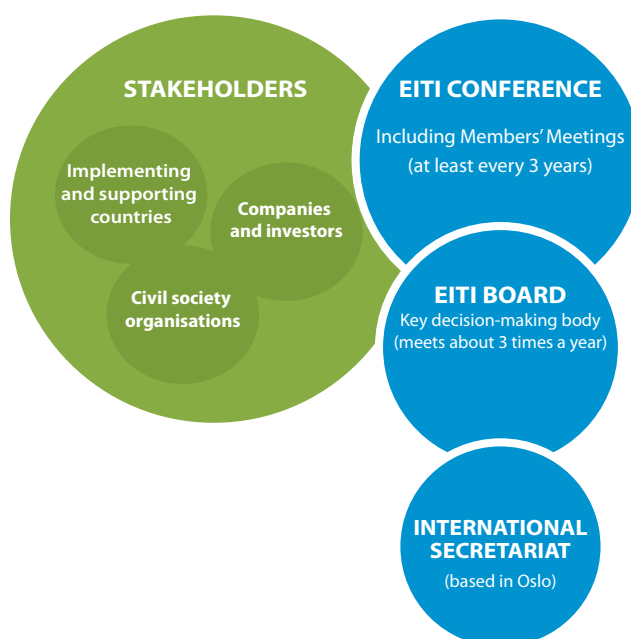 STAKEHOLDERS
Implementing
and supporting
countries
Companies
and investors
Civil society
organisations
EITI CONFERENCE
Including Members’ Meetings
(at least every 3 years)
EITI BOARD
Key decision-making body
(meets about 3 times a year)
INTERNATIONAL
SECRETARIAT
(based in Oslo)